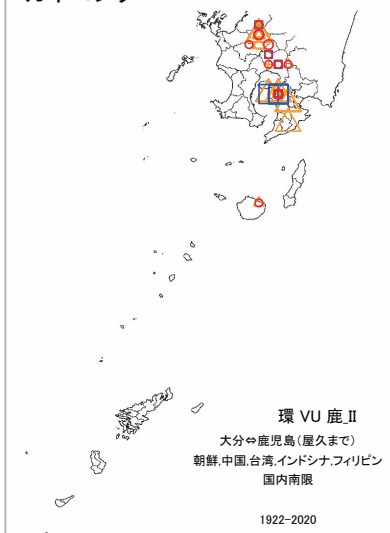 環 VU 鹿_II
大分⇔鹿児島(屋久まで)
朝鮮,中国,台湾,インドシナ,フィリピン
国内南限
1922-2020